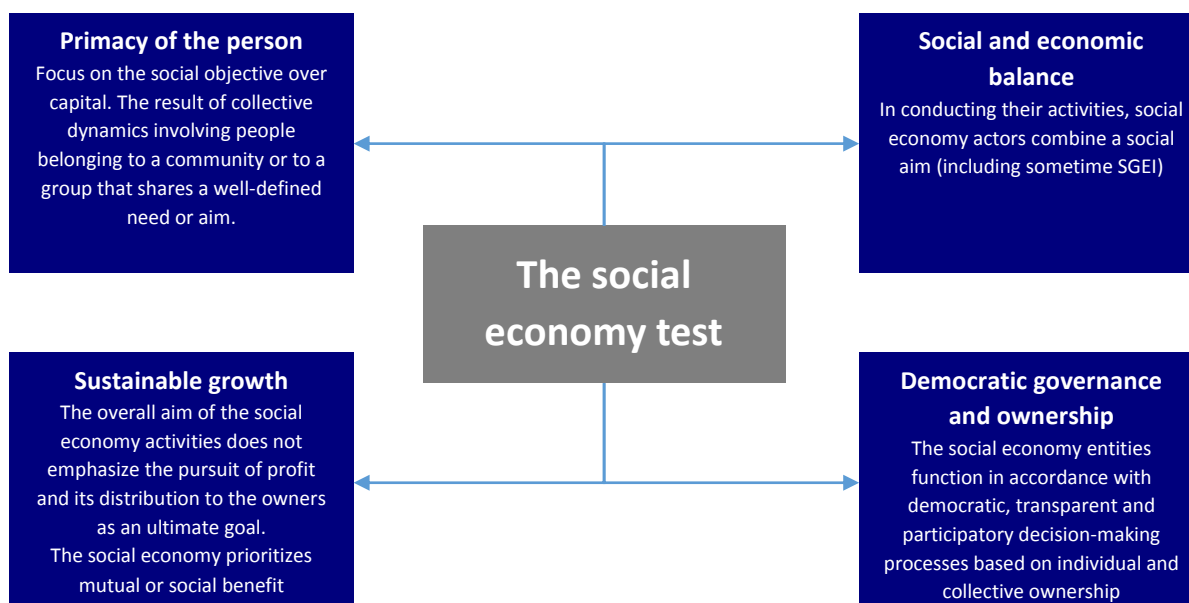 Primacy of the person
Focus on the social objective over
capital. The result of collective
dynamics involving people
belonging to a community or to a
group that shares a well-defined
need or aim.
Social and economic
balance
In conducting their activities, social
economy actors combine a social
aim (including sometime SGEI)
The social
economy test
Sustainable growth
The overall aim of the social
economy activities does not
emphasize the pursuit of profit
and its distribution to the owners
as an ultimate goal.
The social economy prioritizes
mutual or social benefit
Democratic governance
and ownership
The social economy entities
function in accordance with
democratic, transparent and
participatory decision-making
processes based on individual and
collective ownership